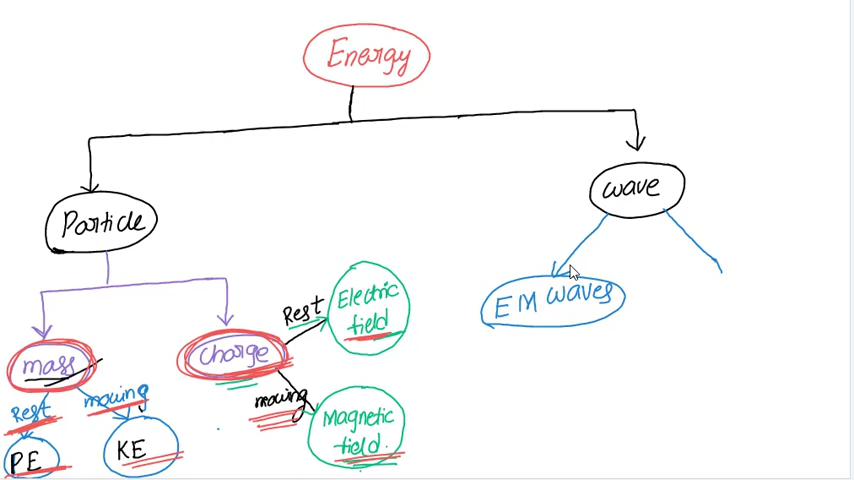 Energy
wave
Particle
EM waves
Electric
field
Rest
mass
charge
Rest
moving
moving
Magnetic
field.
PE
KE